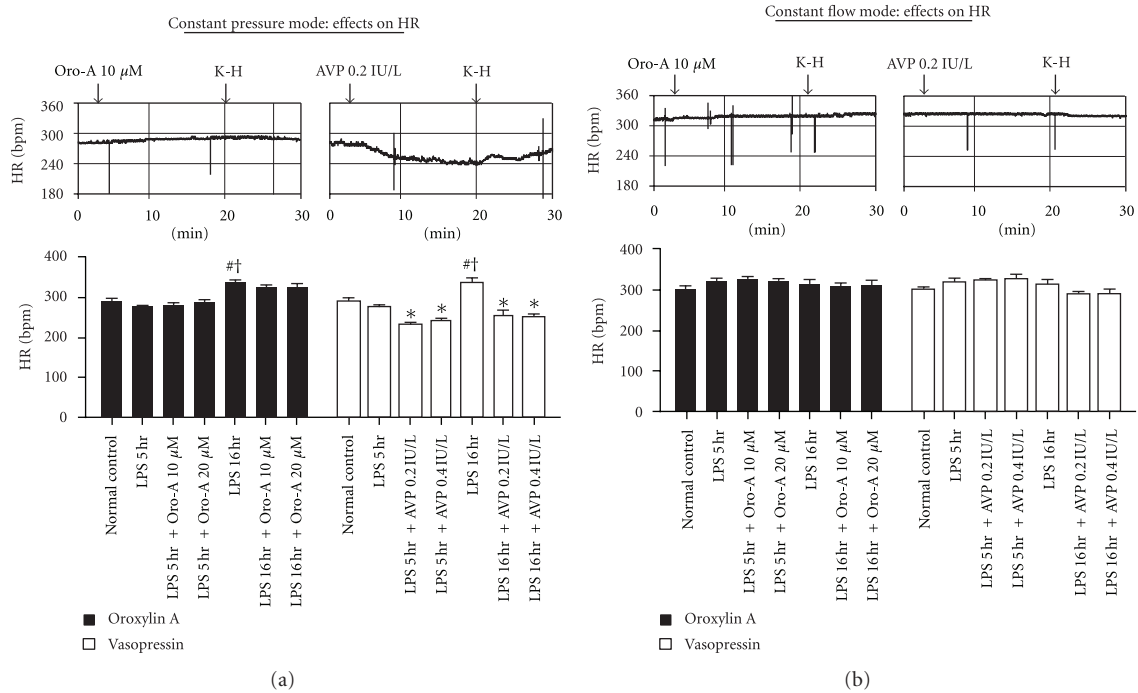 Constant pressure mode: effects on HR
Oro-A 10 µM
K-H
AVP 0.2 IU/L
K-H
HR (bpm)
360
300
240
180
0
10
20
30
0
10
20
30
(min)
(min)
HR (bpm)
400
300
200
100
0
#†
#†
*
*
*
*
Normal control
LPS 5 hr
LPS 5 hr + Oro-A 10 µM
LPS 5 hr + Oro-A 20 µM
LPS 16 hr
LPS 16 hr + Oro-A 10 µM
LPS 16 hr + Oro-A 20 µM
Normal control
LPS 5 hr
LPS 5 hr + AVP 0.2 IU/L
LPS 5 hr + AVP 0.4 IU/L
LPS 16 hr
LPS 16 hr + AVP 0.2 IU/L
LPS 16 hr + AVP 0.4 IU/L
Oroxylin A
Vasopressin
(a)
Constant flow mode: effects on HR
Oro-A 10 µM
K-H
AVP 0.2 IU/L
K-H
HR (bpm)
360
300
240
180
0
10
20
30
0
10
20
30
(min)
(min)
HR (bpm)
400
300
200
100
0
Normal control
LPS 5 hr
LPS 5 hr + Oro-A 10 µM
LPS 5 hr + Oro-A 20 µM
LPS 16 hr
LPS 16 hr + Oro-A 10 µM
LPS 16 hr + Oro-A 20 µM
Normal control
LPS 5 hr
LPS 5 hr + AVP 0.2 IU/L
LPS 5 hr + AVP 0.4 IU/L
LPS 16 hr
LPS 16 hr + AVP 0.2 IU/L
LPS 16 hr + AVP 0.4 IU/L
Oroxylin A
Vasopressin
(b)